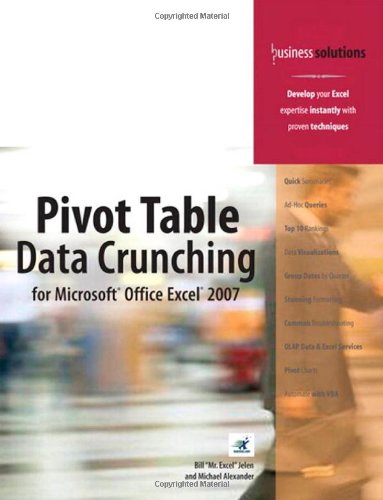 Copyrighted Material
business solutions
Develop your Excel
expertise instantly with
proven techniques
Quick Summaries
Ad-Hoc Queries
Top 10 Rankings
Data Visualizations
Group Dates by Quarter
Stunning Formatting
Common Troubleshooting
OLAP Data & Excel Services
Pivot Charts
Automate with VBA
Pivot Table
Data Crunching
for Microsoft® Office Excel® 2007
Bill "Mr. Excel" Jelen
and Michael Alexander
Copyrighted Material